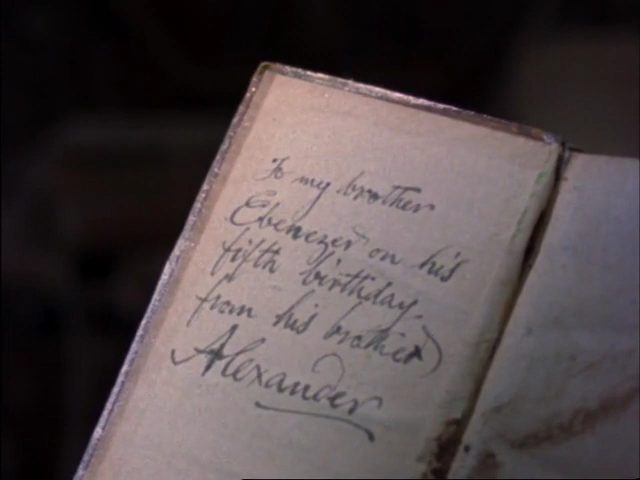 To my brother
Ebenezer on his
fifth birthday,
from his brother
Alexander